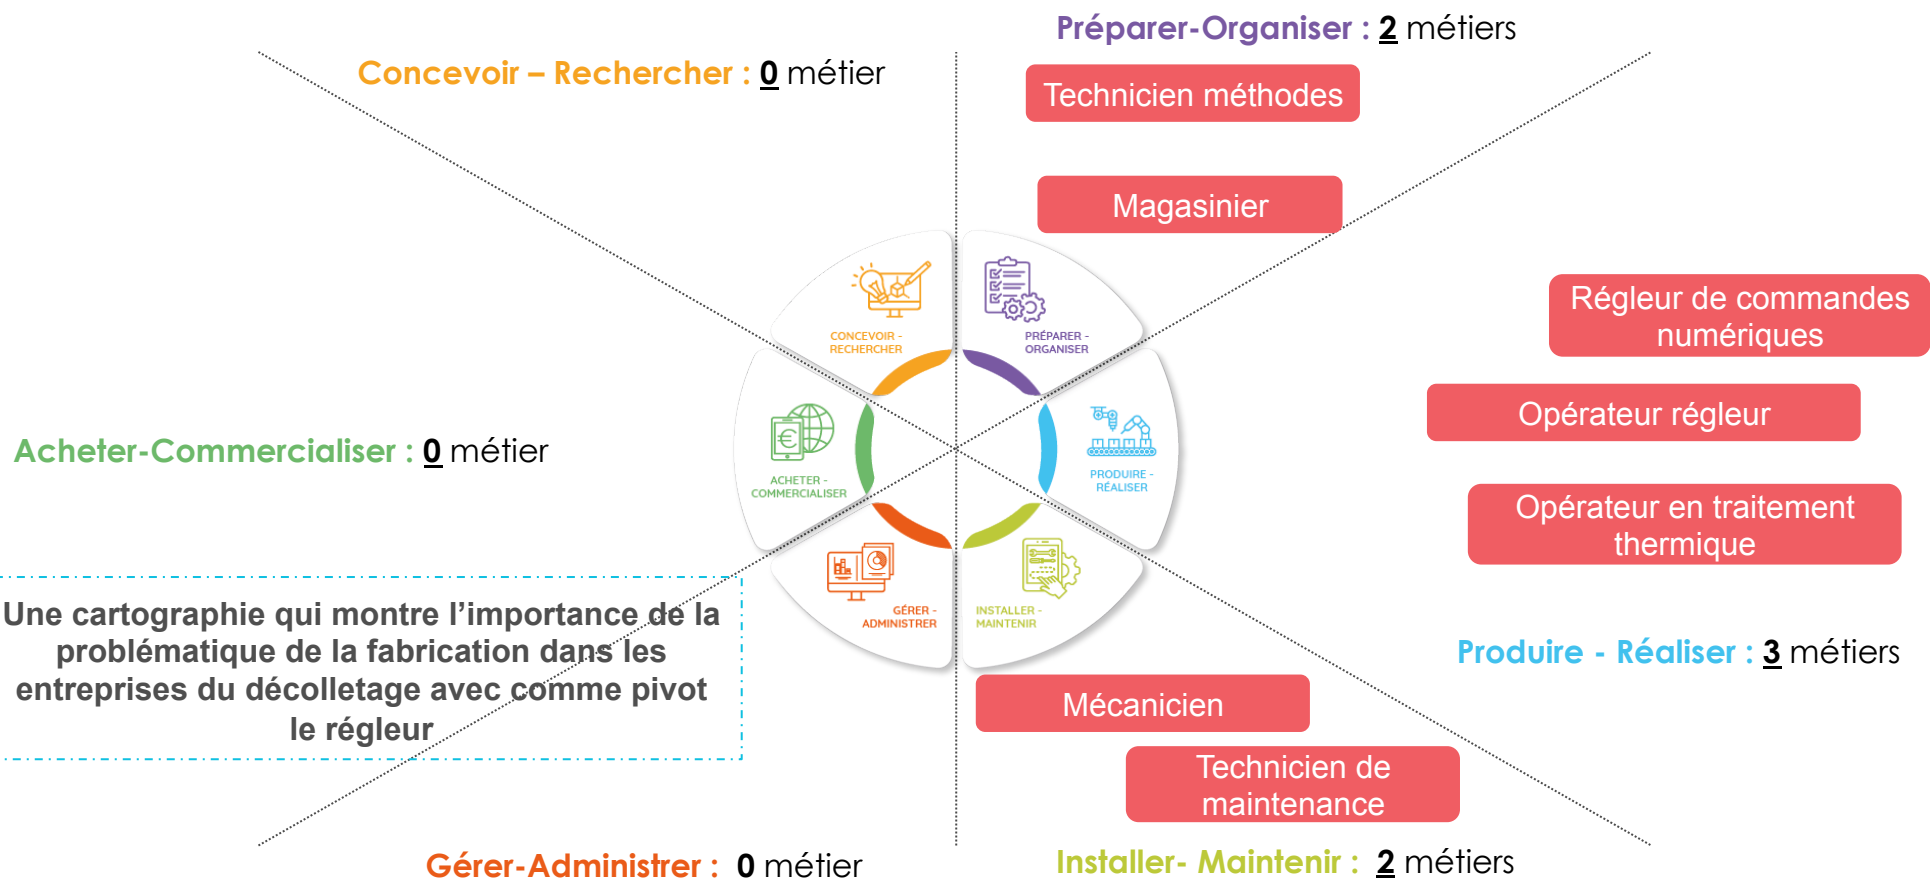 Préparer-Organiser : 2 métiers
Concevoir – Rechercher : 0 métier
Technicien méthodes
Magasinier
Régleur de commandes
numériques
Opérateur régleur
Opérateur en traitement
thermique
Produire - Réaliser : 3 métiers
CONCEVOIR -
RECHERCHER
PRÉPARER -
ORGANISER
Acheter-Commercialiser : 0 métier
ACHETER -
COMMERCIALISER
PRODUIRE -
RÉALISER
GÉRER -
ADMINISTRER
INSTALLER -
MAINTENIR
Une cartographie qui montre l’importance de la
problématique de la fabrication dans les
entreprises du décolletage avec comme pivot
le régleur
Mécanicien
Technicien de
maintenance
Gérer-Administrer : 0 métier
Installer- Maintenir : 2 métiers